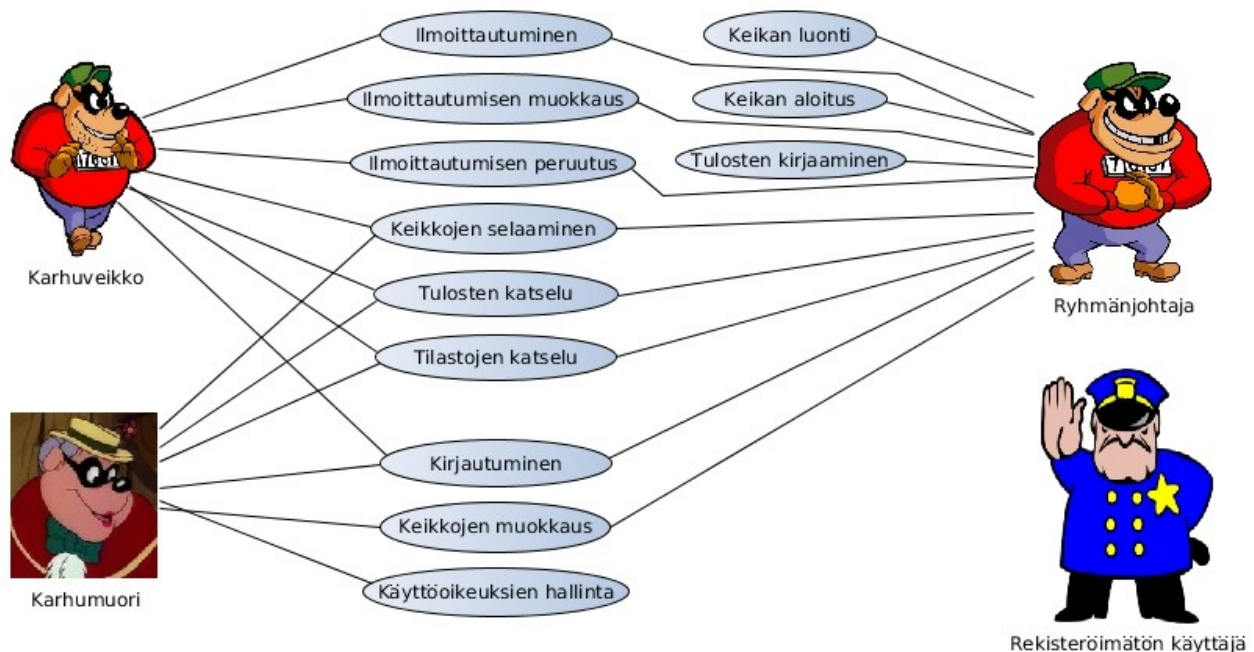 Ilmoittautuminen
Keikan luonti
Ilmoittautumisen muokkaus
Keikan aloitus
Ilmoittautumisen peruutus
Tulosten kirjaaminen
Keikkojen selaaminen
Karhuveikko
Tulosten katselu
Ryhmänjohtaja
Tilastojen katselu
Kirjautuminen
Keikkojen muokkaus
Käyttöoikeuksien hallinta
Karhumuori
Rekisteröimätön käyttäjä